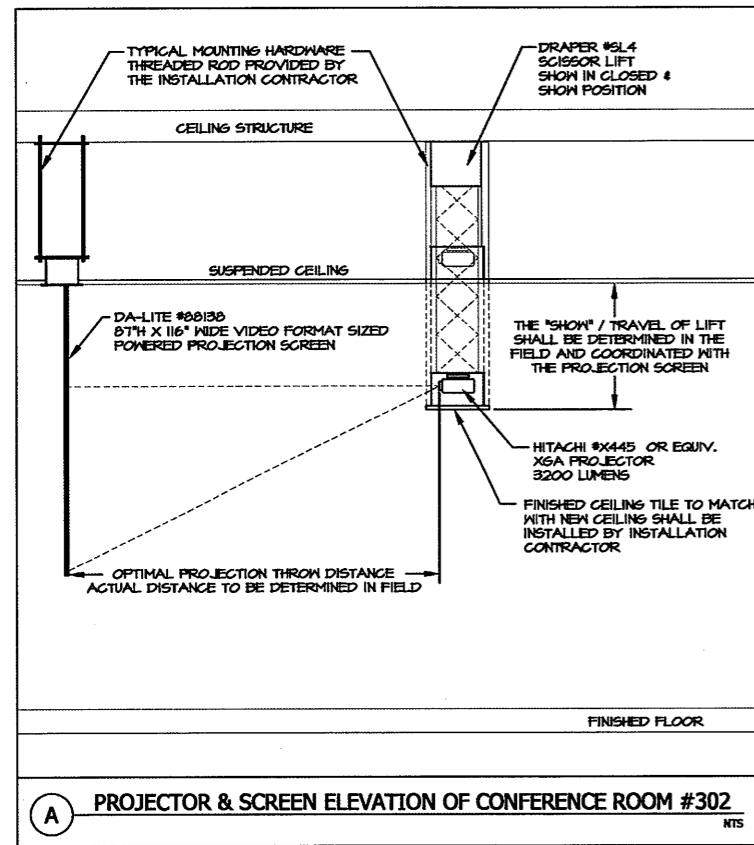 TYPICAL MOUNTING HARDWARE
THREADED ROD PROVIDED BY
THE INSTALLATION CONTRACTOR
DRAPER #SL4
SCISSOR LIFT
SHOW IN CLOSED &
SHOW POSITION
CEILING STRUCTURE
SUSPENDED CEILING
DA-LITE #88138
87"H X 116" WIDE VIDEO FORMAT SIZED
POWERED PROJECTION SCREEN
THE "SHOW" / TRAVEL OF LIFT
SHALL BE DETERMINED IN THE
FIELD AND COORDINATED WITH
THE PROJECTION SCREEN
HITACHI #X445 OR EQUIV.
XGA PROJECTOR
3200 LUMENS
FINISHED CEILING TILE TO MATCH
WITH NEW CEILING SHALL BE
INSTALLED BY INSTALLATION
CONTRACTOR
OPTIMAL PROJECTION THROW DISTANCE
ACTUAL DISTANCE TO BE DETERMINED IN FIELD
FINISHED FLOOR
A PROJECTOR & SCREEN ELEVATION OF CONFERENCE ROOM #302
NTS